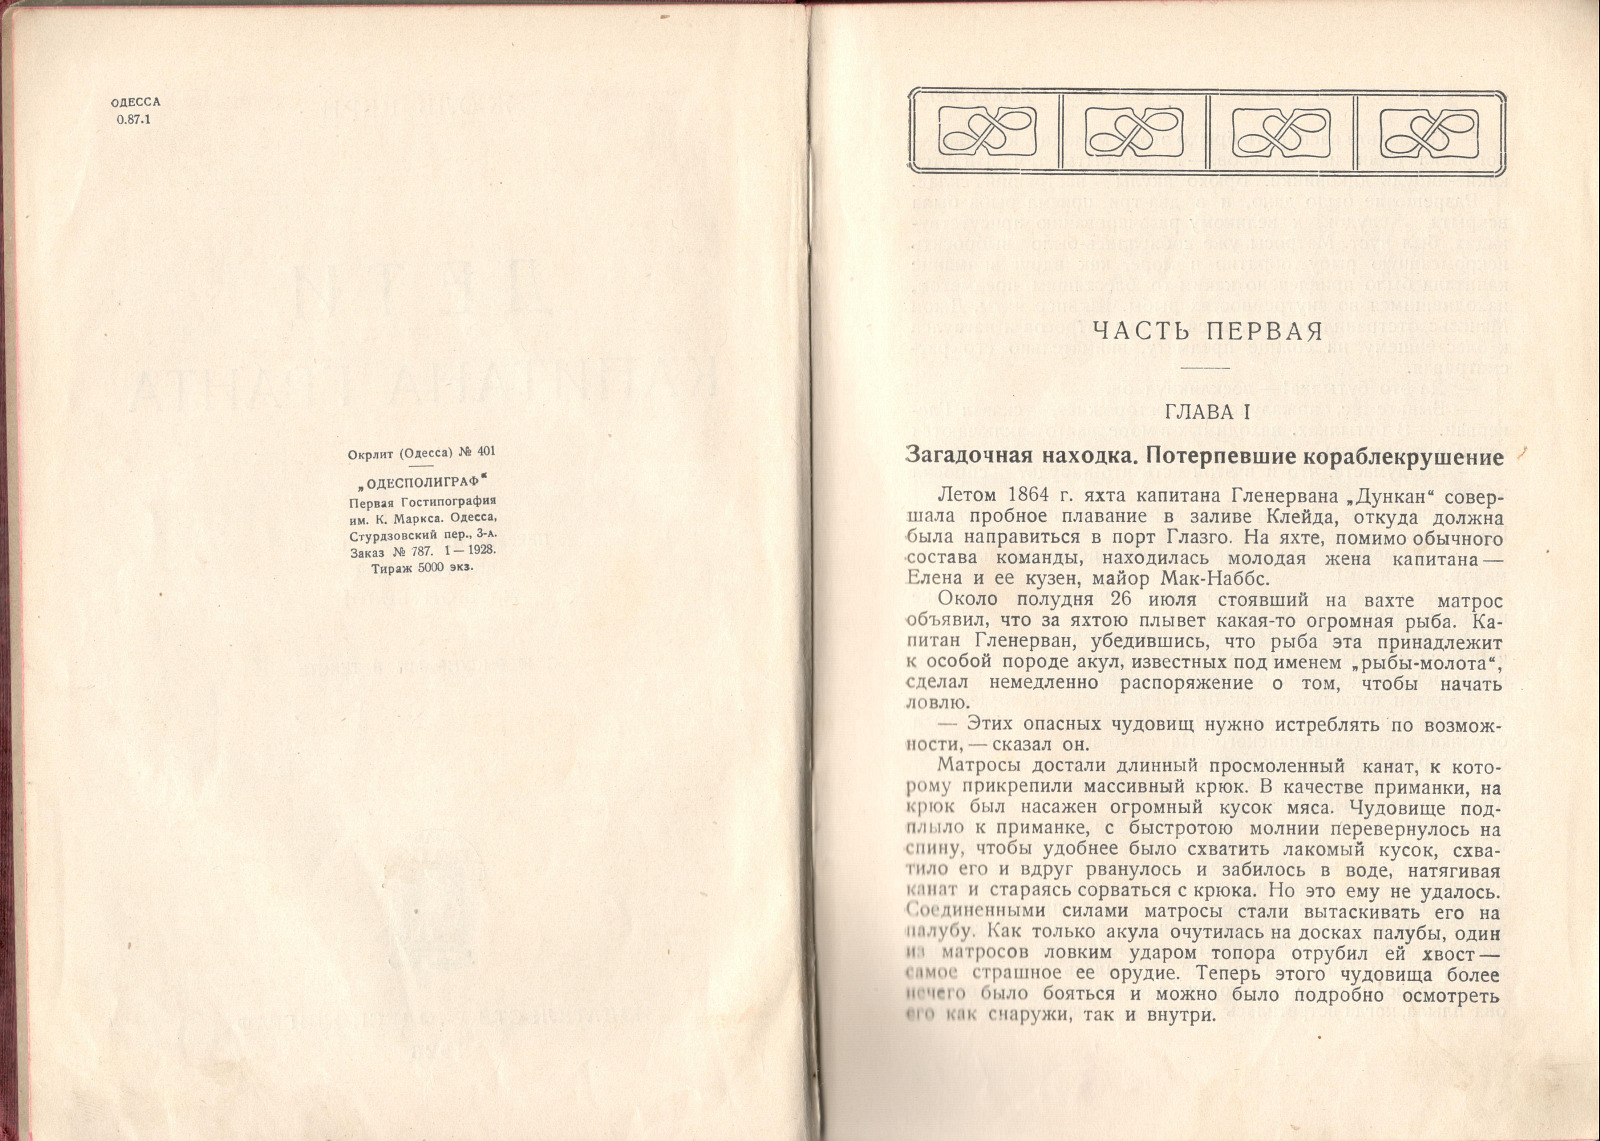 ОДЕССА
0.87.1
Окрлит (Одесса) № 401
„ОДЕСПОЛИГРАФ“
Первая Гостипография
им. К. Маркса. Одесса,
Стурдзовский пер., 3-а.
Заказ № 787. 1—1928.
Тираж 5000 экз.
ЧАСТЬ ПЕРВАЯ
ГЛАВА I
Загадочная находка. Потерпевшие кораблекрушение
Летом 1864 г. яхта капитана Гленервана „Дункан“ совер-
шала пробное плавание в заливе Клейда, откуда должна
была направиться в порт Глазго. На яхте, помимо обычного
состава команды, находилась молодая жена капитана—
Елена и ее кузен, майор Мак-Наббс.
Около полудня 26 июля стоявший на вахте матрос
объявил, что за яхтою плывет какая-то огромная рыба. Ка-
питан Гленерван, убедившись, что рыба эта принадлежит
к особой породе акул, известных под именем „рыбы-молота“,
сделал немедленно распоряжение о том, чтобы начать
ловлю.
— Этих опасных чудовищ нужно истреблять по возмож-
ности,—сказал он.
Матросы достали длинный просмоленный канат, к кото-
рому прикрепили массивный крюк. В качестве приманки, на
крюк был насажен огромный кусок мяса. Чудовище под-
плыло к приманке, с быстротою молнии перевернулось на
спину, чтобы удобнее было схватить лакомый кусок, схва-
тило его и вдруг рванулось и забилось в воде, натягивая
канат и стараясь сорваться с крюка. Но это ему не удалось.
Соединенными силами матросы стали вытаскивать его на
палубу. Как только акула очутилась на досках палубы, один
из матросов ловким ударом топора отрубил ей хвост—
самое страшное ее орудие. Теперь этого чудовища более
нечего было бояться и можно было подробно осмотреть
его как снаружи, так и внутри.